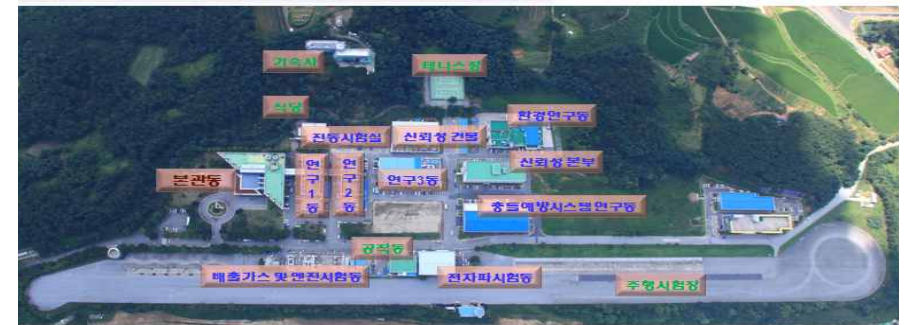 기숙사
테니스장
식당
환경연구동
진동시험실
신뢰성 건물
신뢰성 본부
본관동
연구1동
연구2동
연구3동
충돌예방시스템연구동
공작동
배출가스 및 엔진시험동
전자파시험동
주행시험장